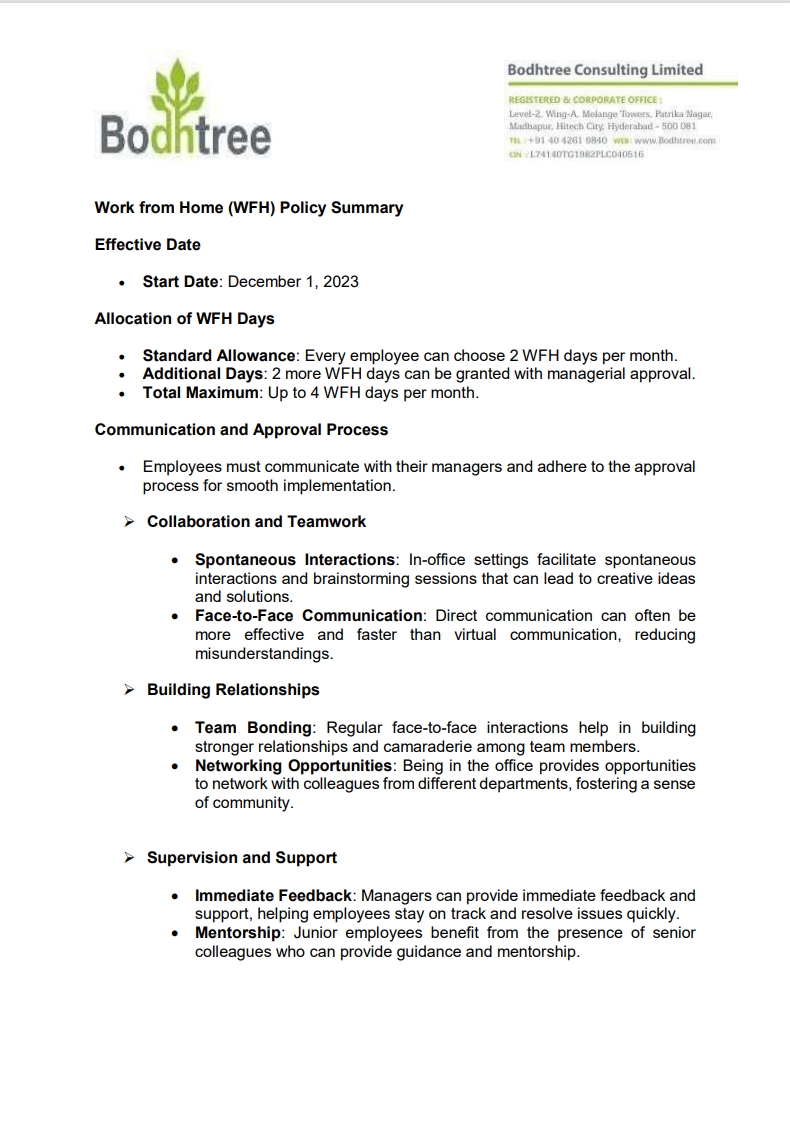 Bodhtree
Bodhtree Consulting Limited
REGISTERED & CORPORATE OFFICE :
Level-2, Wing-A, Melange Towers, Patrika Nagar,
Madhapur, Hitech City, Hyderabad - 500 081
TEL : +91 40 4261 9840 WEB: www.Bodhtree.com
CIN : L74140TG1982PLC040516
Work from Home (WFH) Policy Summary
Effective Date
• Start Date: December 1, 2023
Allocation of WFH Days
• Standard Allowance: Every employee can choose 2 WFH days per month.
• Additional Days: 2 more WFH days can be granted with managerial approval.
• Total Maximum: Up to 4 WFH days per month.
Communication and Approval Process
• Employees must communicate with their managers and adhere to the approval
process for smooth implementation.
➢ Collaboration and Teamwork
• Spontaneous Interactions: In-office settings facilitate spontaneous
interactions and brainstorming sessions that can lead to creative ideas
and solutions.
• Face-to-Face Communication: Direct communication can often be
more effective and faster than virtual communication, reducing
misunderstandings.
➢ Building Relationships
• Team Bonding: Regular face-to-face interactions help in building
stronger relationships and camaraderie among team members.
• Networking Opportunities: Being in the office provides opportunities
to network with colleagues from different departments, fostering a sense
of community.
➢ Supervision and Support
• Immediate Feedback: Managers can provide immediate feedback and
support, helping employees stay on track and resolve issues quickly.
• Mentorship: Junior employees benefit from the presence of senior
colleagues who can provide guidance and mentorship.